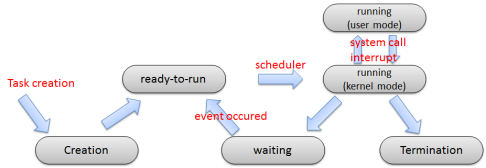 running
(user mode)
system call
interrupt
scheduler
running
(kernel mode)
ready-to-run
Task creation
event occured
Creation
waiting
Termination